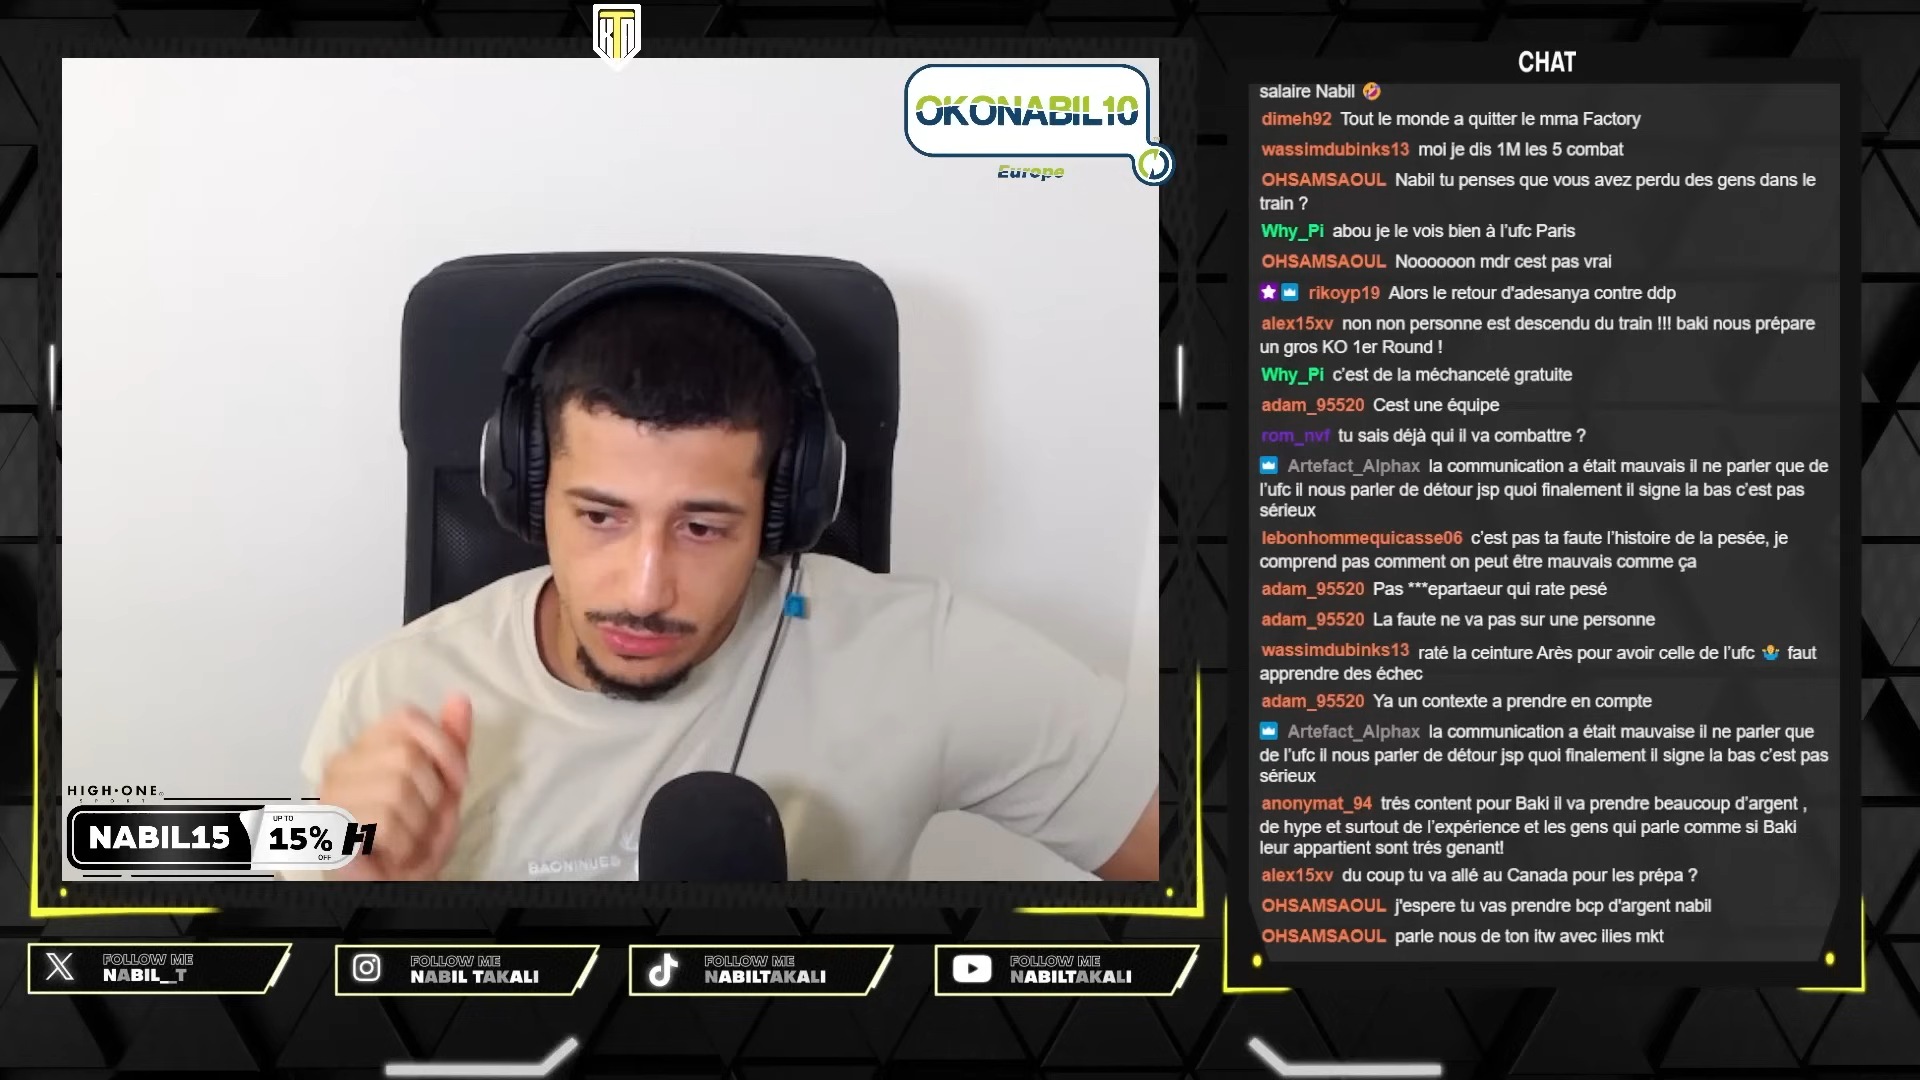 KTN
OKONABIL10
Europe
HIGH·ONE
SPORT
NABIL15
UP TO
15%
OFF
H1
BAONINUES
FOLLOW ME
NABIL__T
FOLLOW ME
NABIL TAKALI
FOLLOW ME
NABILTAKALI
FOLLOW ME
NABILTAKALI
CHAT
salaire Nabil 🤣
dimeh92 Tout le monde a quitter le mma Factory
wassimdubinks13 moi je dis 1M les 5 combat
OHSAMSAOUL Nabil tu penses que vous avez perdu des gens dans le
train ?
Why_Pi abou je le vois bien à l’ufc Paris
OHSAMSAOUL Noooooon mdr cest pas vrai
rikoyp19 Alors le retour d'adesanya contre ddp
alex15xv non non personne est descendu du train !!! baki nous prépare
un gros KO 1er Round !
Why_Pi c’est de la méchanceté gratuite
adam_95520 Cest une équipe
rom_nvf tu sais déjà qui il va combattre ?
Artefact_Alphax la communication a était mauvais il ne parler que de
l’ufc il nous parler de détour jsp quoi finalement il signe la bas c’est pas
sérieux
lebonhommequicasse06 c’est pas ta faute l’histoire de la pesée, je
comprend pas comment on peut être mauvais comme ça
adam_95520 Pas ***epartaeur qui rate pesé
adam_95520 La faute ne va pas sur une personne
wassimdubinks13 raté la ceinture Arès pour avoir celle de l’ufc 🤷‍♂️ faut
apprendre des échec
adam_95520 Ya un contexte a prendre en compte
Artefact_Alphax la communication a était mauvaise il ne parler que
de l’ufc il nous parler de détour jsp quoi finalement il signe la bas c’est pas
sérieux
anonymat_94 trés content pour Baki il va prendre beaucoup d’argent ,
de hype et surtout de l’expérience et les gens qui parle comme si Baki
leur appartient sont trés genant!
alex15xv du coup tu va allé au Canada pour les prépa ?
OHSAMSAOUL j'espere tu vas prendre bcp d'argent nabil
OHSAMSAOUL parle nous de ton itw avec ilies mkt